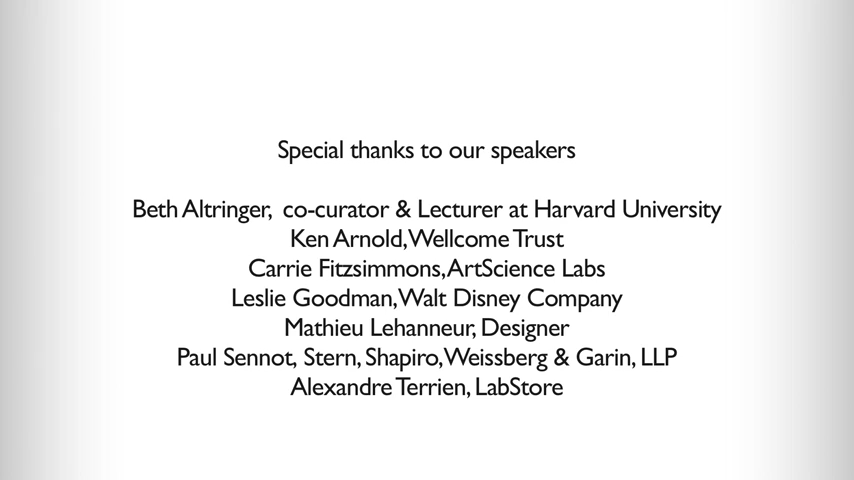 Special thanks to our speakers
Beth Altringer, co-curator & Lecturer at Harvard University
Ken Arnold, Wellcome Trust
Carrie Fitzsimmons, ArtScience Labs
Leslie Goodman, Walt Disney Company
Mathieu Lehanneur, Designer
Paul Sennot, Stern, Shapiro, Weissberg & Garin, LLP
Alexandre Terrien, LabStore